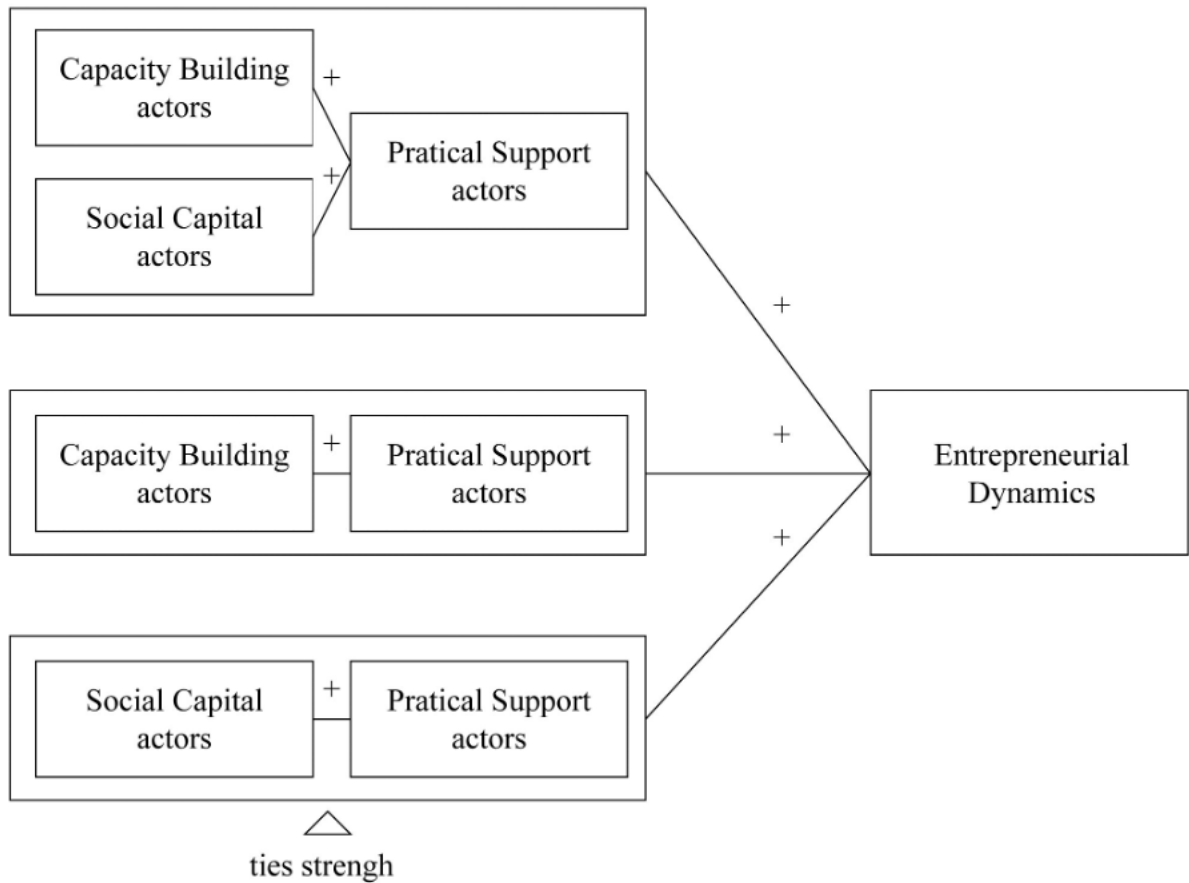 Capacity Building
actors
+
Social Capital
actors
+
Pratical Support
actors
+
Capacity Building
actors
+
Pratical Support
actors
+
Entrepreneurial
Dynamics
Social Capital
actors
+
Pratical Support
actors
+
ties strengh